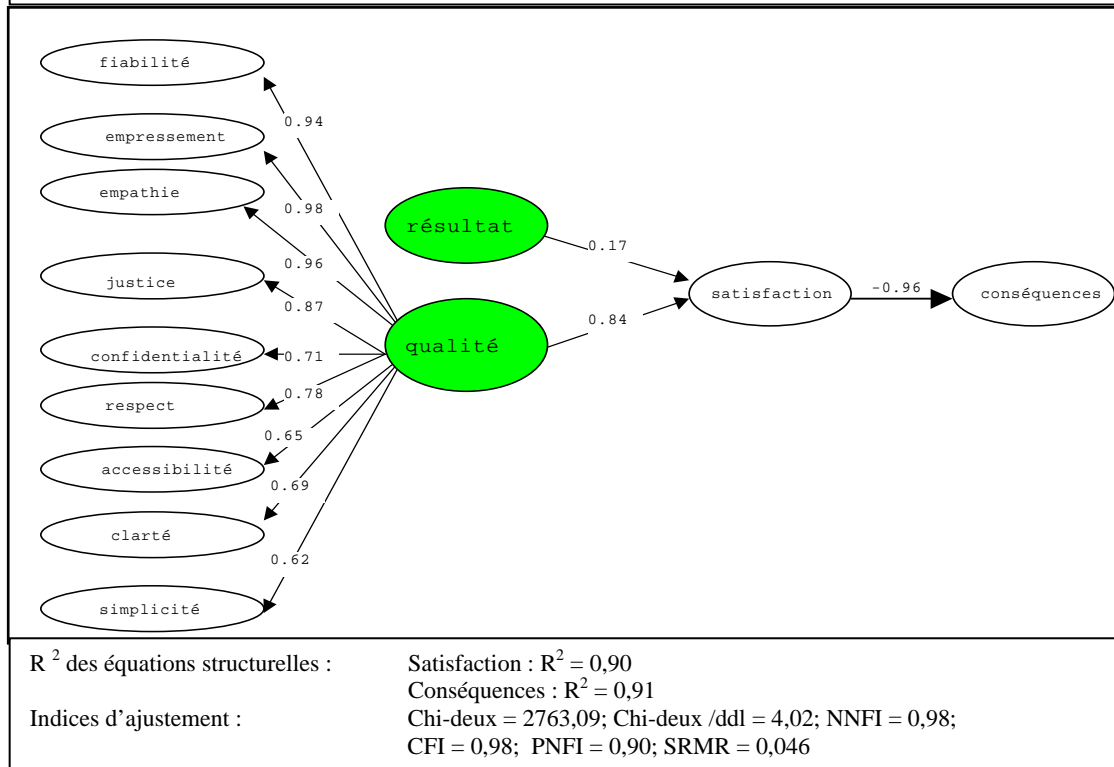 fiabilité
0.94
empressement
empathie
0.98
résultat
0.17
0.96
justice
satisfaction
-0.96
conséquences
0.87
0.84
qualité
confidentialité
0.71
0.78
respect
0.65
accessibilité
0.69
clarté
0.62
simplicité
R 2 des équations structurelles : Satisfaction : R2 = 0,90
Conséquences : R2 = 0,91
Indices d’ajustement : Chi-deux = 2763,09; Chi-deux /ddl = 4,02; NNFI = 0,98;
CFI = 0,98; PNFI = 0,90; SRMR = 0,046